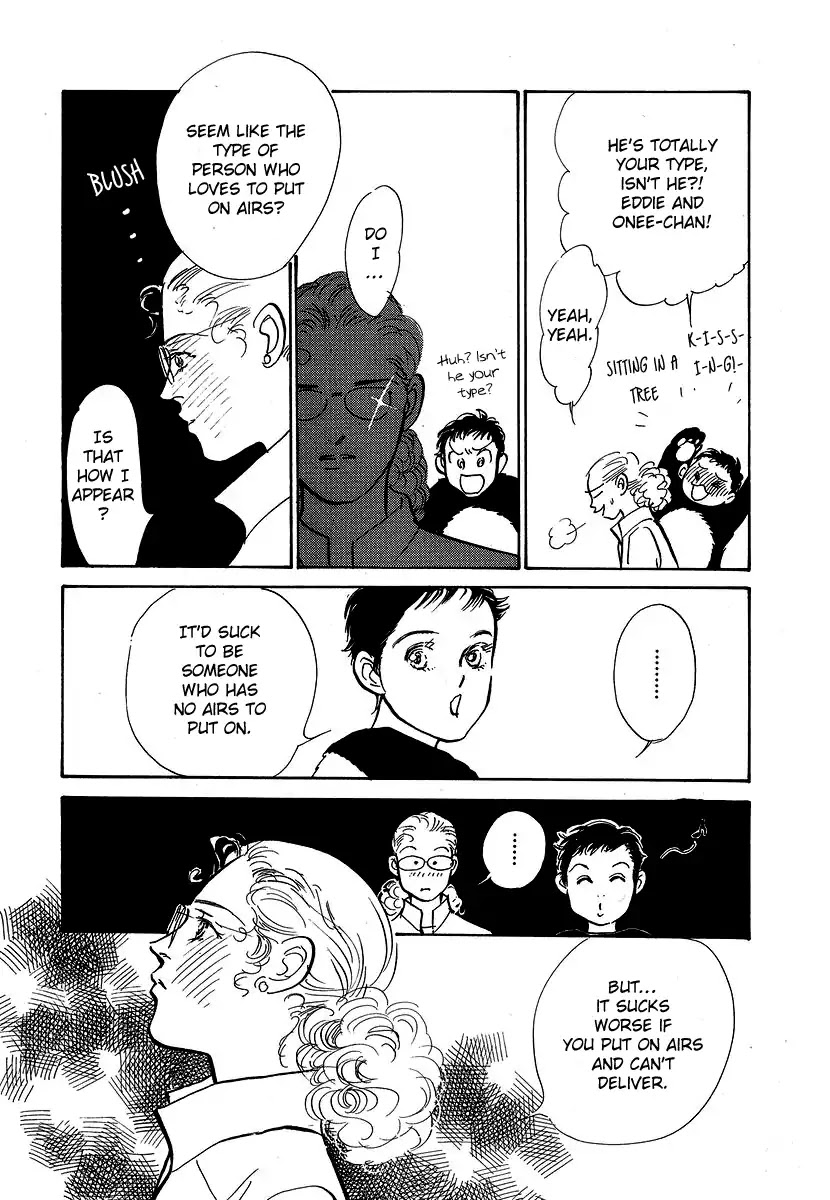 HE'S TOTALLY
YOUR TYPE,
ISN'T HE?!
EDDIE AND
ONEE-CHAN!
YEAH,
YEAH.
SITTING IN A
TREE
K-I-S-S-
I-N-G!-
DO
I
...
Huh? Isn't
he your
type?
SEEM LIKE THE
TYPE OF
PERSON WHO
LOVES TO PUT
ON AIRS?
BLUSH
...
IS
THAT
HOW I
APPEAR
?
.........
IT'D SUCK
TO BE
SOMEONE
WHO HAS
NO AIRS TO
PUT ON.
......
BUT...
IT SUCKS
WORSE IF
YOU PUT ON AIRS
AND CAN'T
DELIVER.